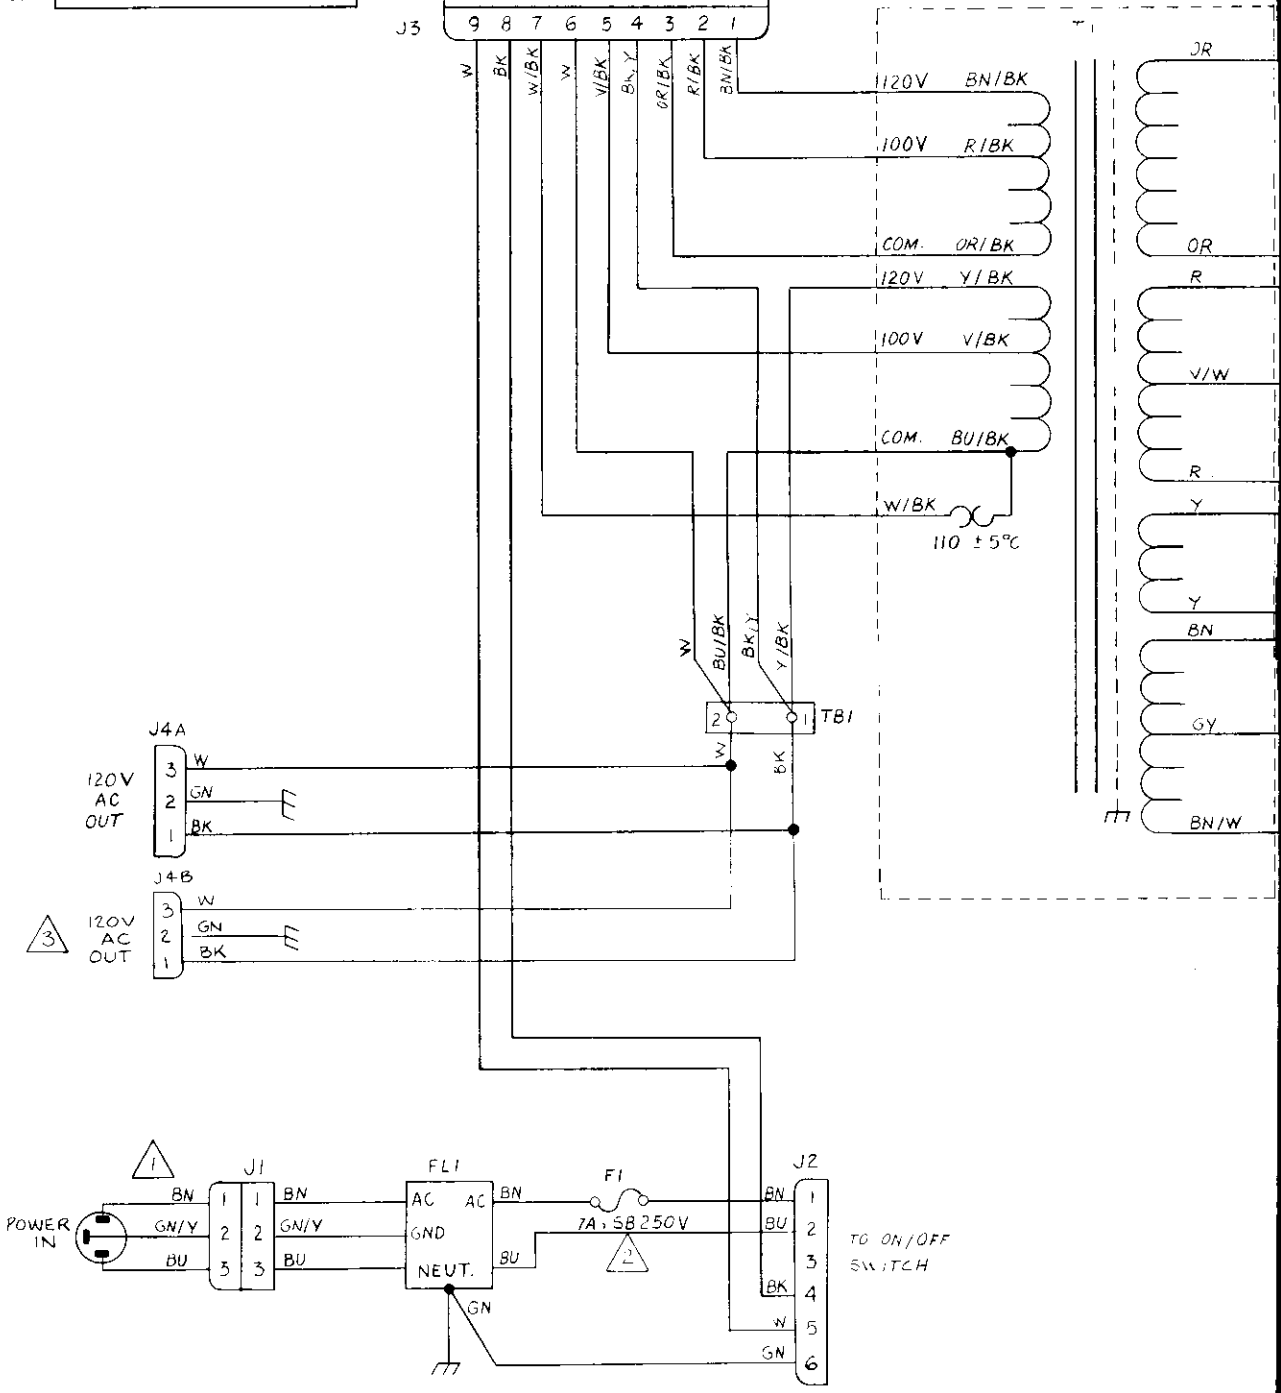 J3 9 8 7 6 5 4 3 2 1
W BK W/BK W V/BK BK,Y OR/BK R/BK BN/BK
120V BN/BK
100V R/BK
COM. OR/BK
120V Y/BK
100V V/BK
COM. BU/BK
W/BK
110 ±5°C
OR
OR
R
V/W
R
Y
Y
BN
GY
BN/W
W BU/BK BK,Y Y/BK
2 1 TB1
W BK
J4A
120V AC OUT
3 W
2 GN
1 BK
J4B
3
120V AC OUT
3 W
2 GN
1 BK
1
J1
FL1
F1
J2
POWER IN
BN 1 1 BN AC AC BN
GN/Y 2 2 GN/Y GND
BU 3 3 BU NEUT. BU
GN
7A, SB 250V
2
BN 1
BU 2
3
BK 4
W 5
GN 6
TO ON/OFF
SWITCH